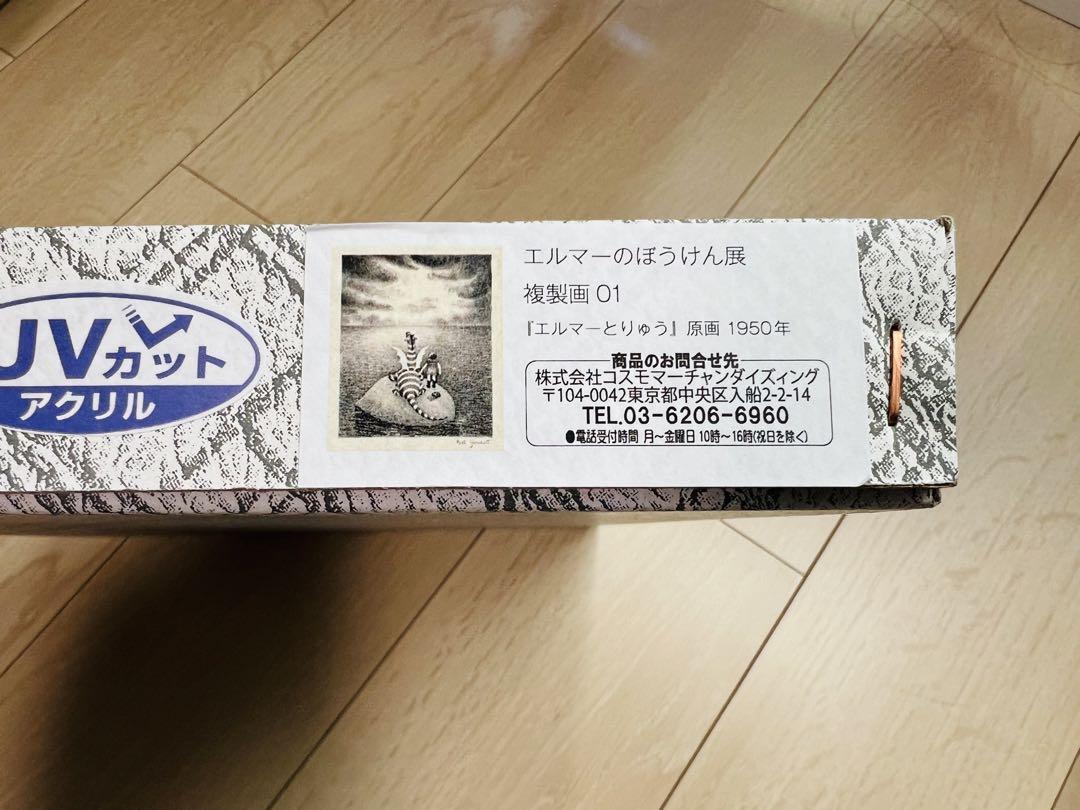 UVカット
アクリル
エルマーのぼうけん展
複製画 01
『エルマーとりゅう』原画 1950年
商品のお問合せ先
株式会社コスモマーチャンダイズィング
〒104-0042東京都中央区入船2-2-14
TEL.03-6206-6960
●電話受付時間 月〜金曜日 10時〜16時(祝日を除く)